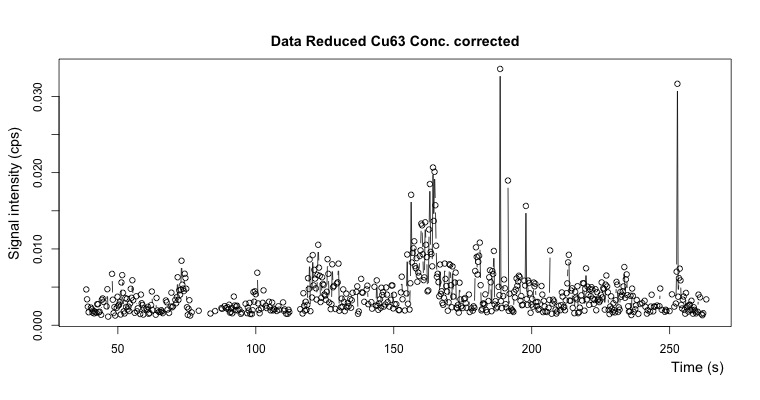 Data Reduced Cu63 Conc. corrected
Signal intensity (cps)
0.030
0.020
0.010
0.000
50 100 150 200 250
Time (s)